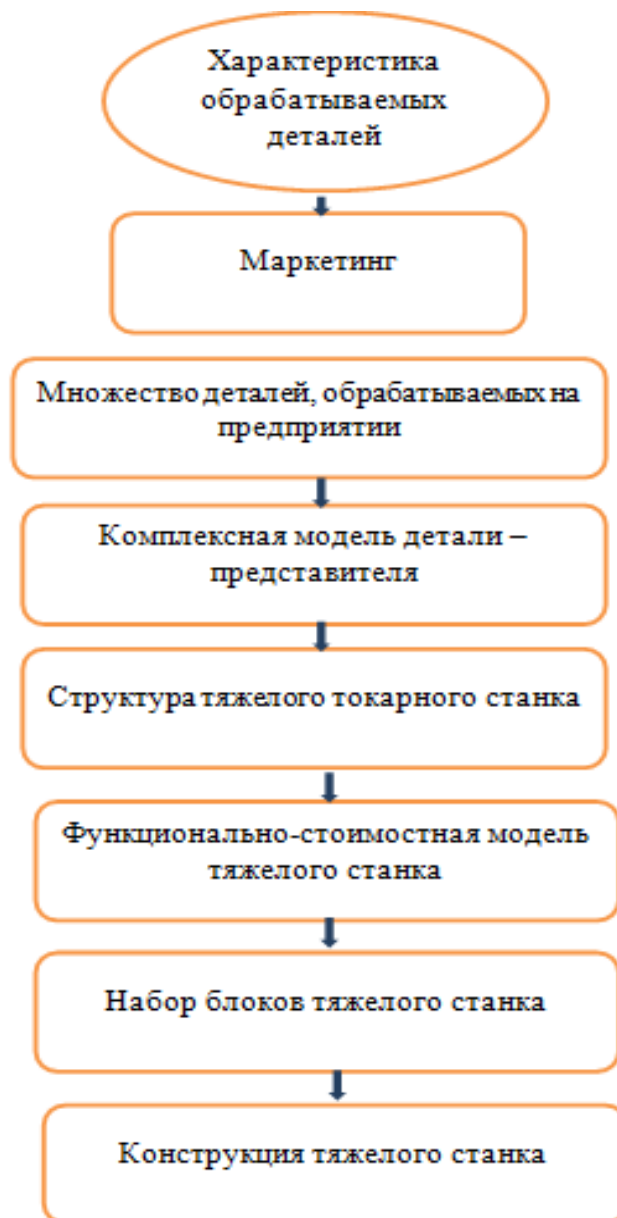 Характеристика
обрабатываемых
деталей
Маркетинг
Множество деталей, обрабатываемых на
предприятии
Комплексная модель детали –
представителя
Структура тяжелого токарного станка
Функционально-стоимостная модель
тяжелого станка
Набор блоков тяжелого станка
Конструкция тяжелого станка